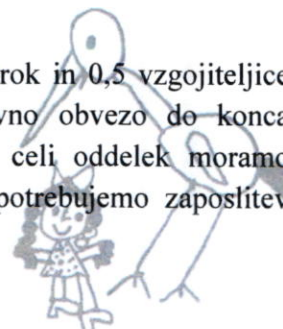 rok in 0,5 vzgojiteljice
vno obvezo do konca
celi oddelek moramo
potrebujemo zaposlitev